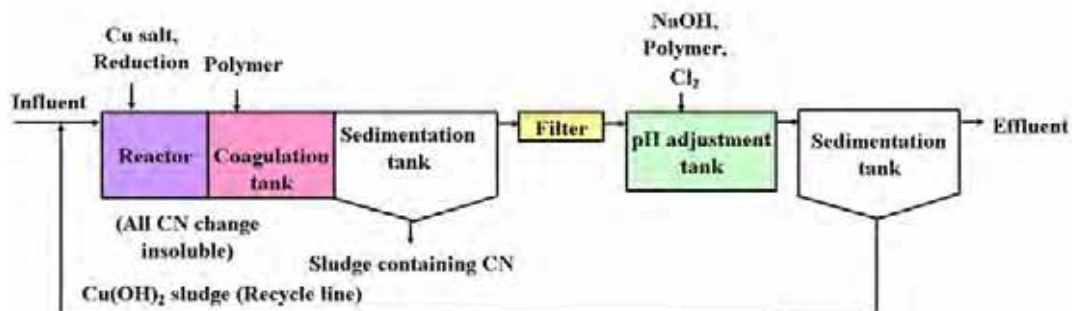 Cu salt,
Reduction
Polymer
NaOH,
Polymer,
Cl₂
Influent
Reactor
Coagulation
tank
Sedimentation
tank
Filter
pH adjustment
tank
Sedimentation
tank
Effluent
(All CN change
insoluble)
Sludge containing CN
Cu(OH)₂ sludge (Recycle line)